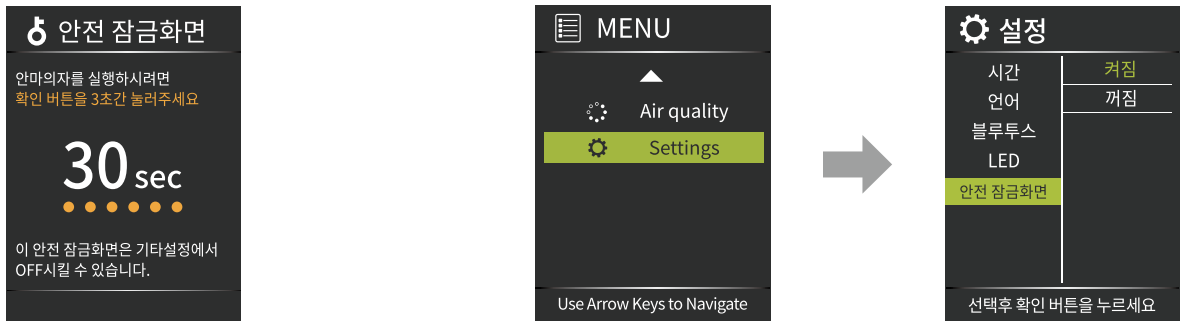 안전 잠금화면
안마의자를 실행하시려면
확인 버튼을 3초간 눌러주세요
30 sec
이 안전 잠금화면은 기타설정에서
OFF시킬 수 있습니다.
MENU
Air quality
Settings
Use Arrow Keys to Navigate
설정
시간
언어
블루투스
LED
안전 잠금화면
켜짐
꺼짐
선택후 확인 버튼을 누르세요